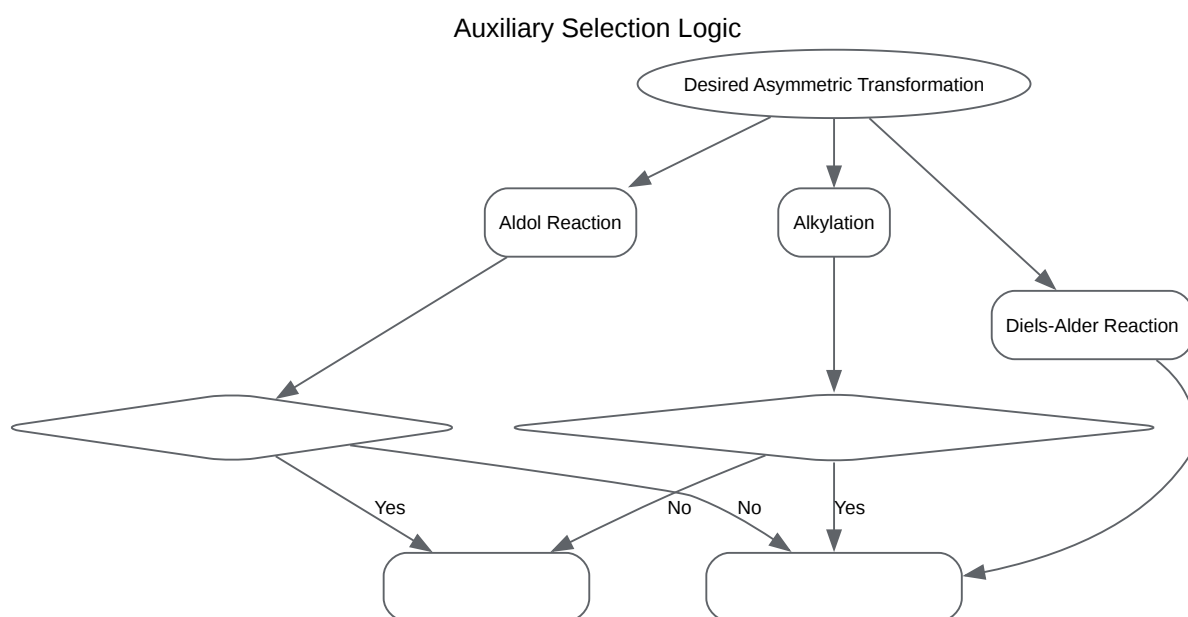 Auxiliary Selection Logic
Desired Asymmetric Transformation
Aldol Reaction
Alkylation
Diels-Alder Reaction
Yes
No
No
Yes